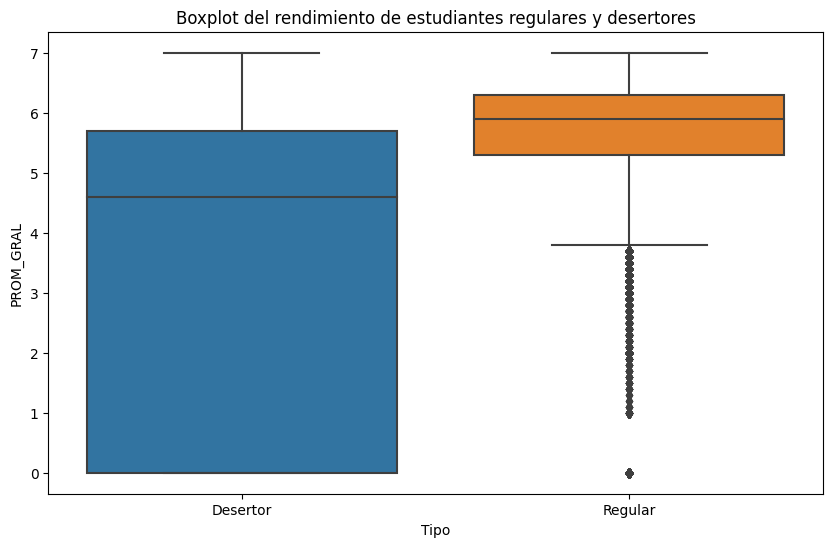 Boxplot del rendimiento de estudiantes regulares y desertores
7
6
5
4
3
2
1
0
PROM_GRAL
Desertor
Regular
Tipo